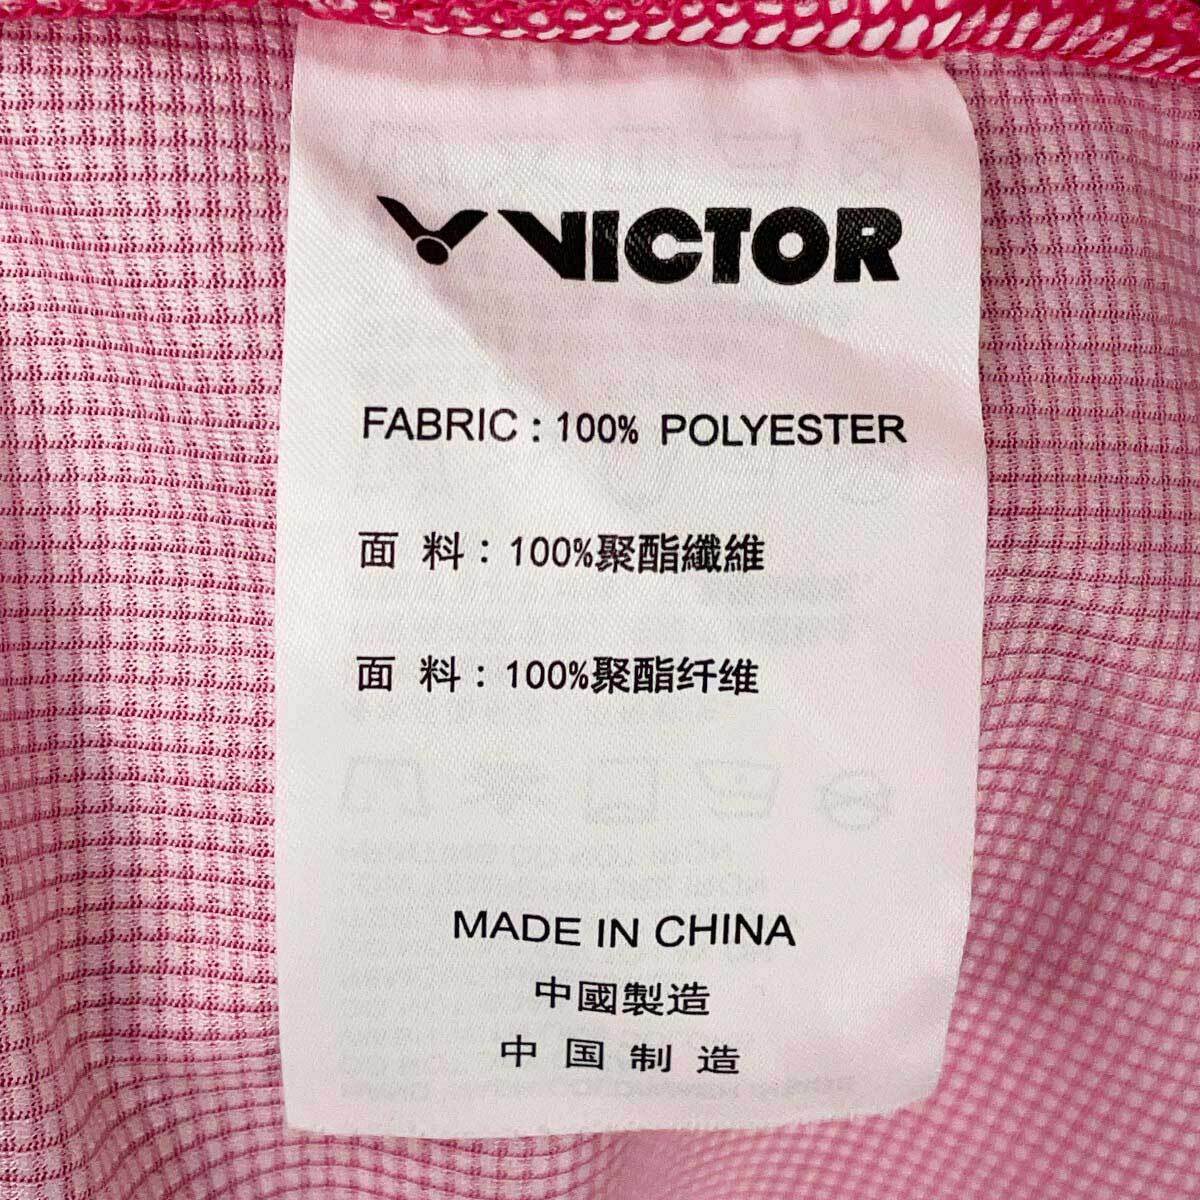 VICTOR
FABRIC : 100% POLYESTER
面 料 : 100%聚酯纖維
面 料 : 100%聚酯纤维
MADE IN CHINA
中國製造
中 国 制 造